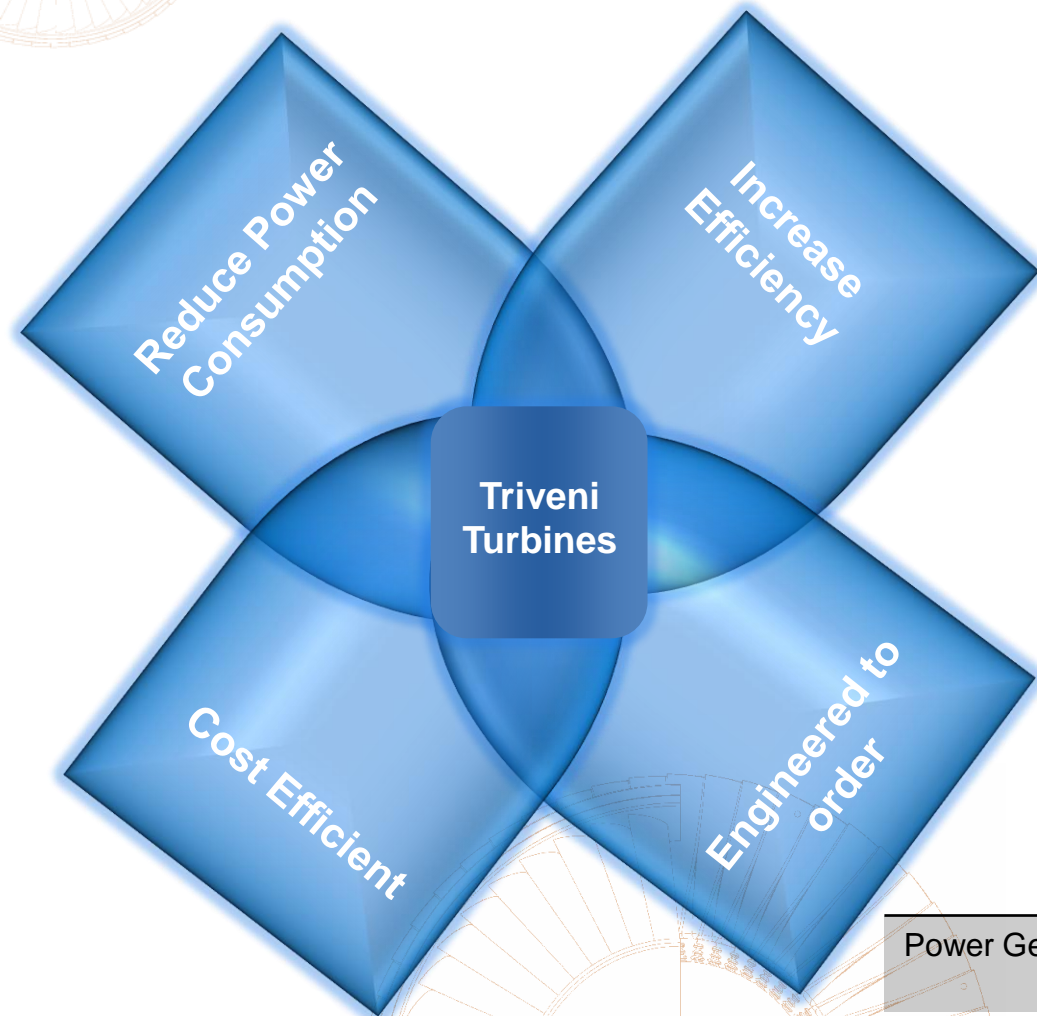 Reduce Power
Consumption
Increase
Efficiency
Triveni
Turbines
Cost Efficient
Engineered to
order
Power Ge